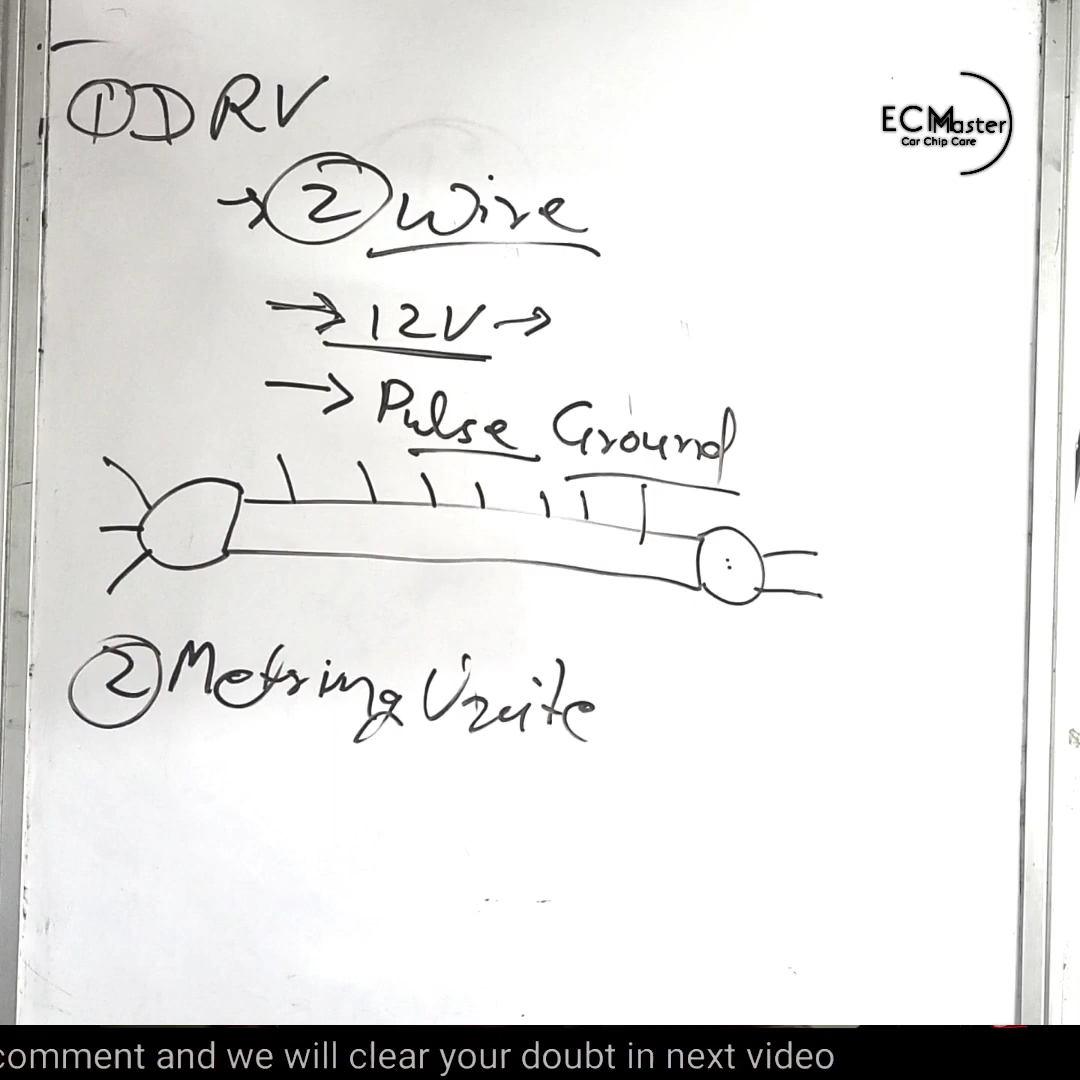 ① DRV
→ ② Wire
→ 12V →
→ Pulse Ground
② Metring Unite
ECMaster
Car Chip Care
comment and we will clear your doubt in next video